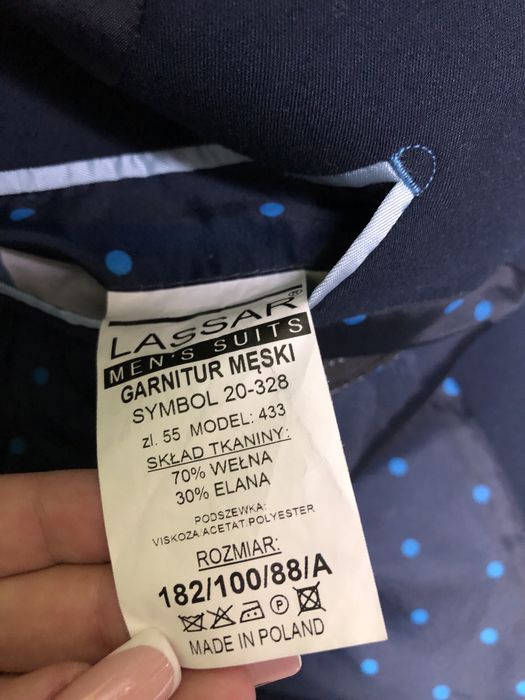 LASSAR®
MEN'S SUITS
GARNITUR MĘSKI
SYMBOL 20-328
zl. 55 MODEL: 433
SKŁAD TKANINY:
70% WEŁNA
30% ELANA
PODSZEWKA:
VISKOZA/ACETAT,POLYESTER
ROZMIAR:
182/100/88/A
P
MADE IN POLAND